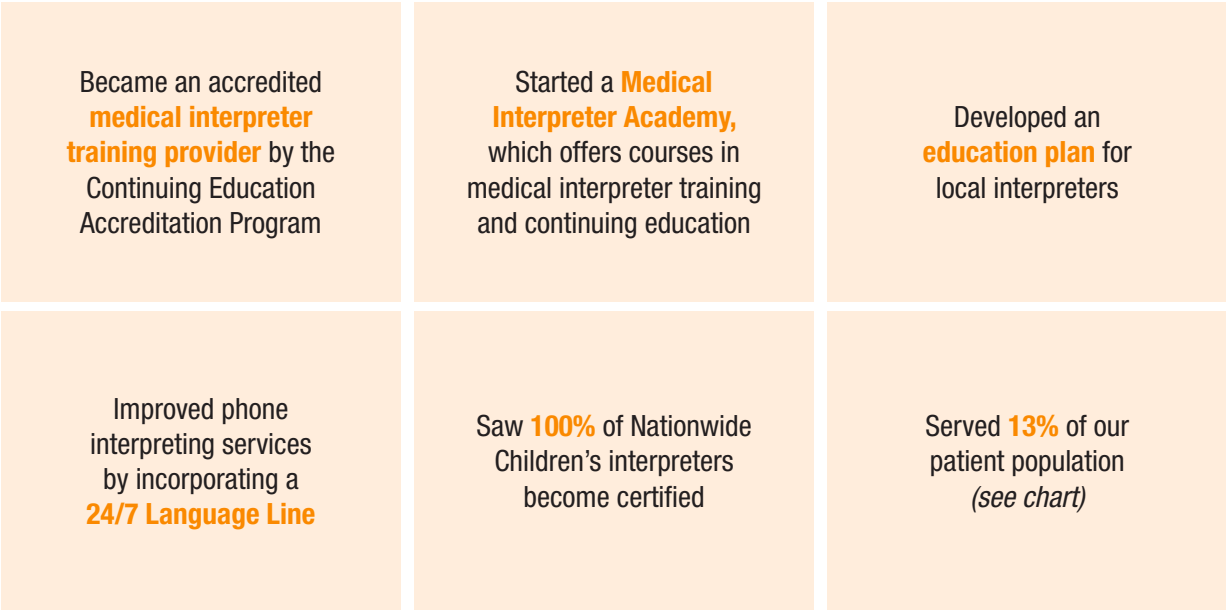 Became an accredited
medical interpreter
training provider by the
Continuing Education
Accreditation Program
Started a Medical
Interpreter Academy,
which offers courses in
medical interpreter training
and continuing education
Developed an
education plan for
local interpreters
Improved phone
interpreting services
by incorporating a
24/7 Language Line
Saw 100% of Nationwide
Children’s interpreters
become certified
Served 13% of our
patient population
(see chart)